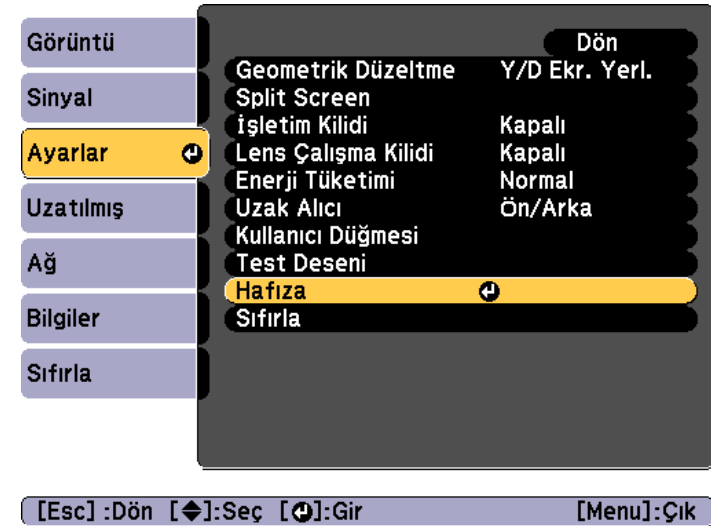 Görüntü
Sinyal
Ayarlar
Uzatılmış
Ağ
Bilgiler
Sıfırla
Dön
Geometrik Düzeltme Y/D Ekr. Yerl.
Split Screen
İşletim Kilidi Kapalı
Lens Çalışma Kilidi Kapalı
Enerji Tüketimi Normal
Uzak Alıcı Ön/Arka
Kullanıcı Düğmesi
Test Deseni
Hafıza
Sıfırla
[Esc] :Dön [◆]:Seç [↵]:Gir [Menu]:Çık